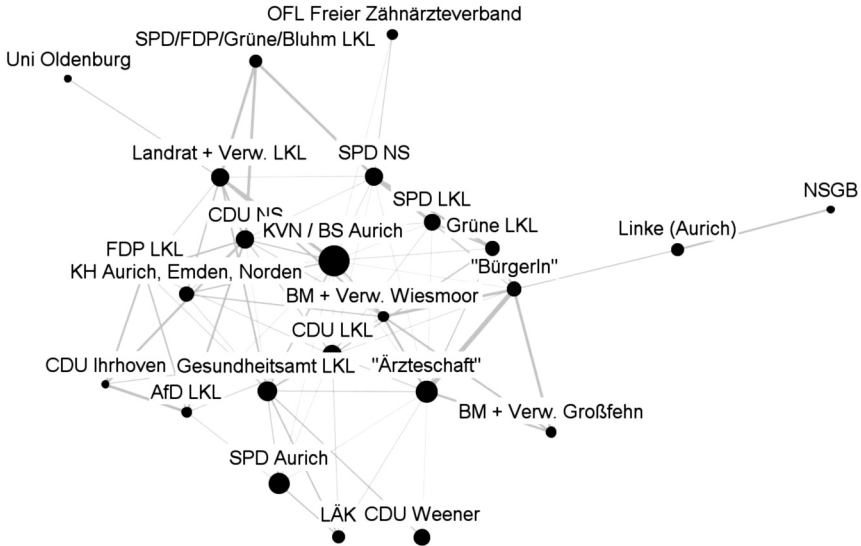 OFL Freier Zähnärzteverband
SPD/FDP/Grüne/Bluhm LKL
Uni Oldenburg
Landrat + Verw. LKL
SPD NS
NSGB
SPD LKL
CDU NS
Grüne LKL
Linke (Aurich)
KVN / BS Aurich
FDP LKL
KH Aurich, Emden, Norden
"BürgerIn"
BM + Verw. Wiesmoor
CDU LKL
CDU Ihrhoven
Gesundheitsamt LKL
"Ärzteschaft"
AfD LKL
BM + Verw. Großfehn
SPD Aurich
LÄK
CDU Weener